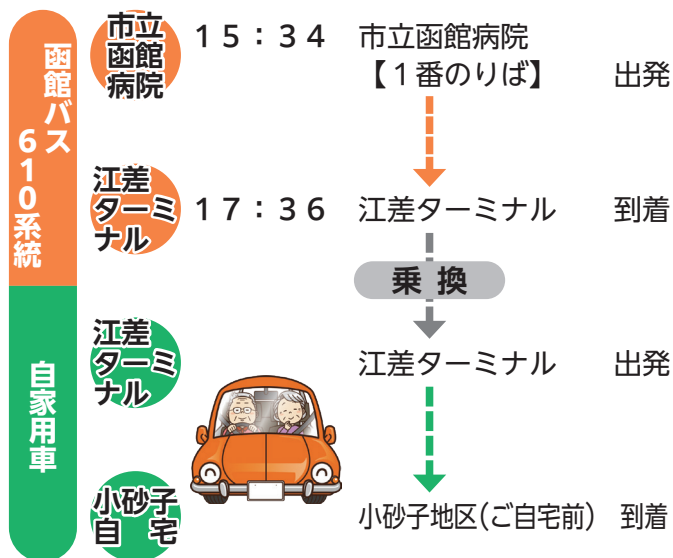 函館バス
610系統
市立
函館
病院
15：34 市立函館病院
【１番のりば】 出発
江差
ターミ
ナル
17：36 江差ターミナル 到着
乗換
自家用車
江差
ターミ
ナル
江差ターミナル 出発
小砂子
自宅
小砂子地区(ご自宅前) 到着